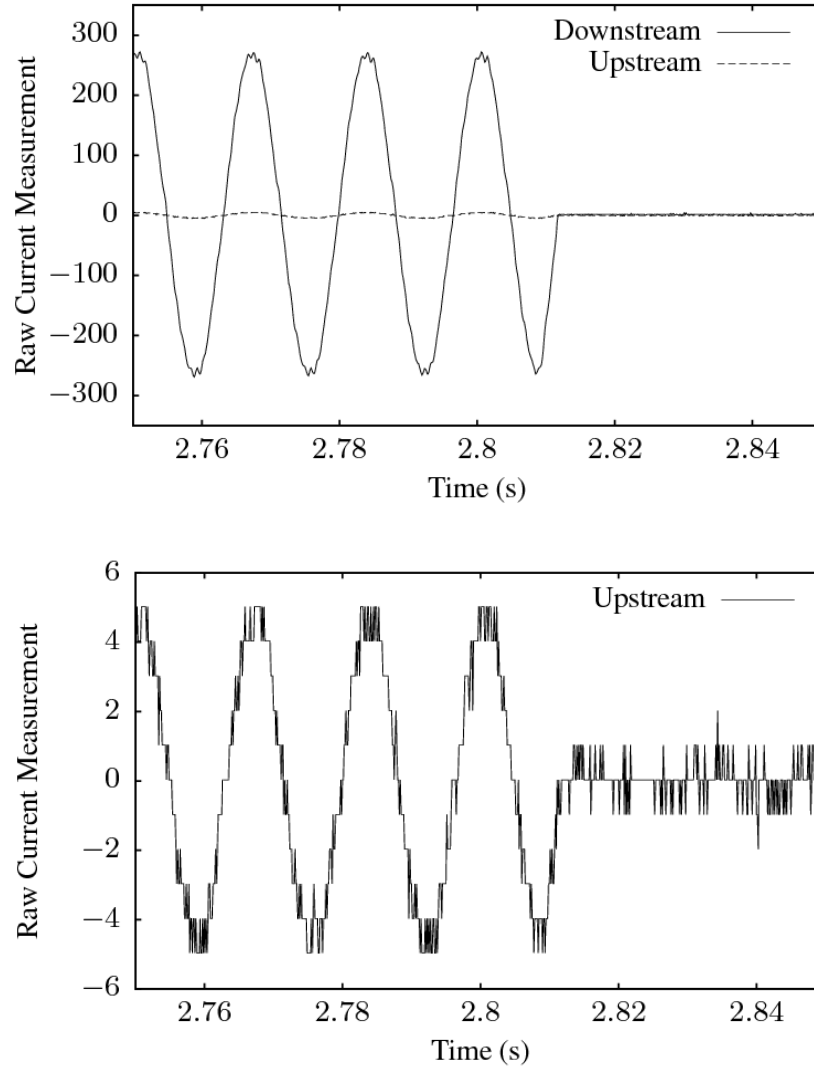 300
200
100
0
−100
−200
−300
Raw Current Measurement
Downstream
Upstream
2.76 2.78 2.8 2.82 2.84
Time (s)
6
4
2
0
−2
−4
−6
Raw Current Measurement
Upstream
2.76 2.78 2.8 2.82 2.84
Time (s)